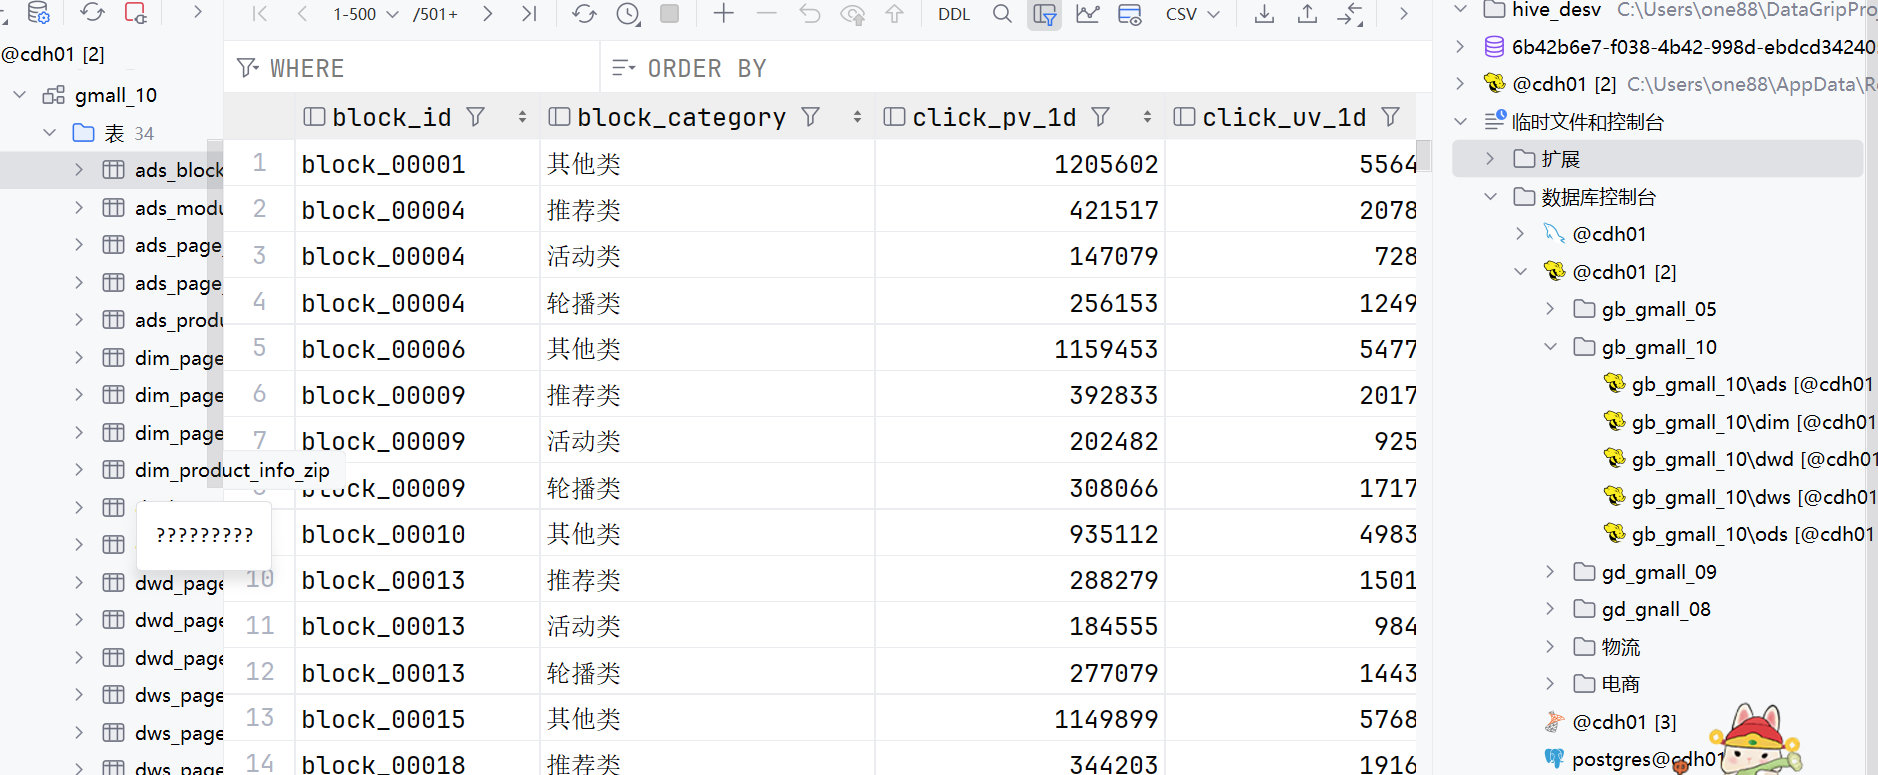 1-500 /501+ DDL CSV
@cdh01 [2]
gmall_10
表 34
ads_block
ads_modu
ads_page_
ads_page_
ads_produ
dim_page
dim_page
dim_page
dim_product_info_zip
?????????
dwd_page
dwd_page
dwd_page
dws_page
dws_page
dws_page
WHERE ORDER BY
block_id block_category click_pv_1d click_uv_1d
1 block_00001 其他类 1205602 5564
2 block_00004 推荐类 421517 2078
3 block_00004 活动类 147079 728
4 block_00004 轮播类 256153 1249
5 block_00006 其他类 1159453 5477
6 block_00009 推荐类 392833 2017
7 block_00009 活动类 202482 925
8 block_00009 轮播类 308066 1717
block_00010 其他类 935112 4983
10 block_00013 推荐类 288279 1501
11 block_00013 活动类 184555 984
12 block_00013 轮播类 277079 1443
13 block_00015 其他类 1149899 5768
14 block_00018 推荐类 344203 1916
hive_desv C:\Users\one88\DataGripProj
6b42b6e7-f038-4b42-998d-ebdcd34240
@cdh01 [2] C:\Users\one88\AppData\Ro
临时文件和控制台
扩展
数据库控制台
@cdh01
@cdh01 [2]
gb_gmall_05
gb_gmall_10
gb_gmall_10\ads [@cdh01
gb_gmall_10\dim [@cdh01
gb_gmall_10\dwd [@cdh01
gb_gmall_10\dws [@cdh01
gb_gmall_10\ods [@cdh01
gd_gmall_09
gd_gnall_08
物流
电商
@cdh01 [3]
postgres@cdh01